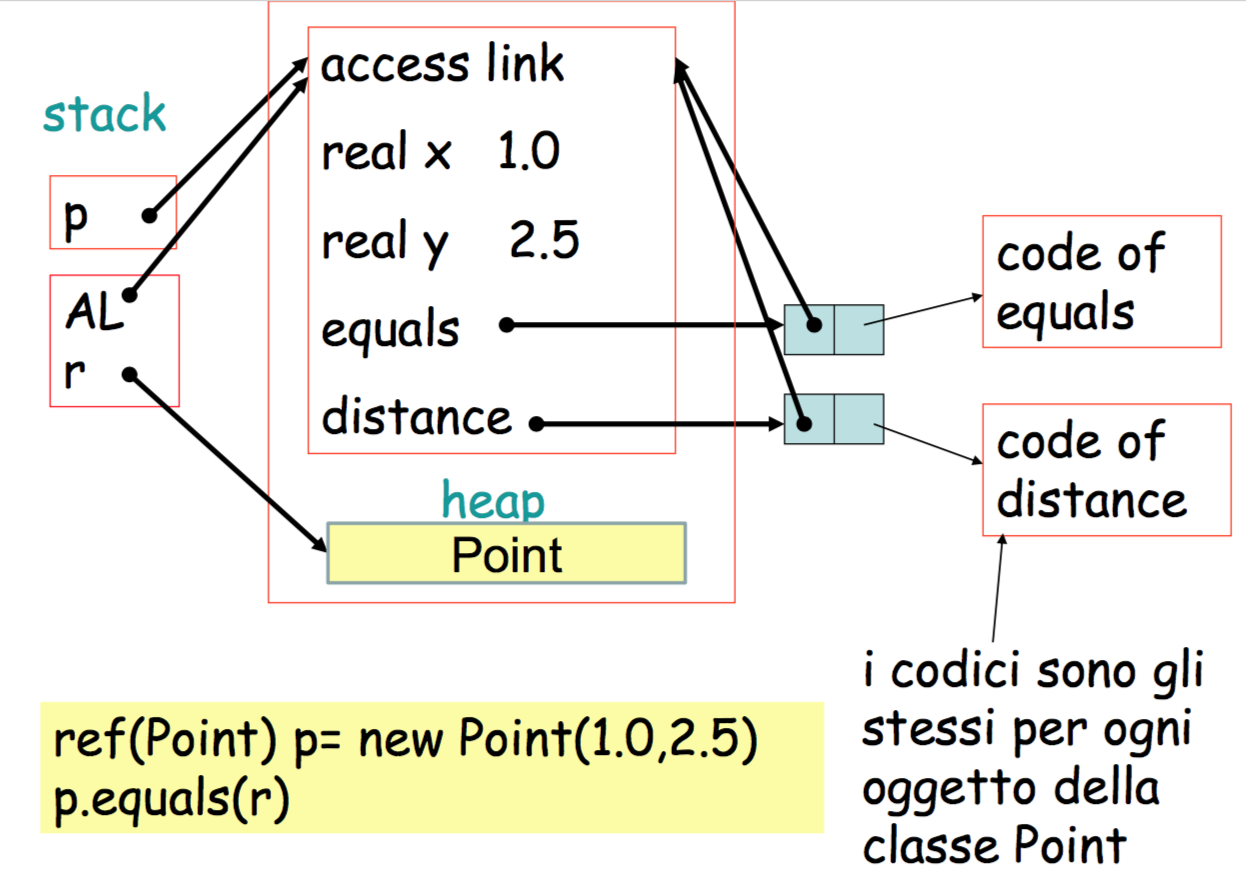 stack
p
AL
r
access link
real x 1.0
real y 2.5
equals
distance
heap
Point
code of
equals
code of
distance
ref(Point) p= new Point(1.0,2.5)
p.equals(r)
i codici sono gli
stessi per ogni
oggetto della
classe Point